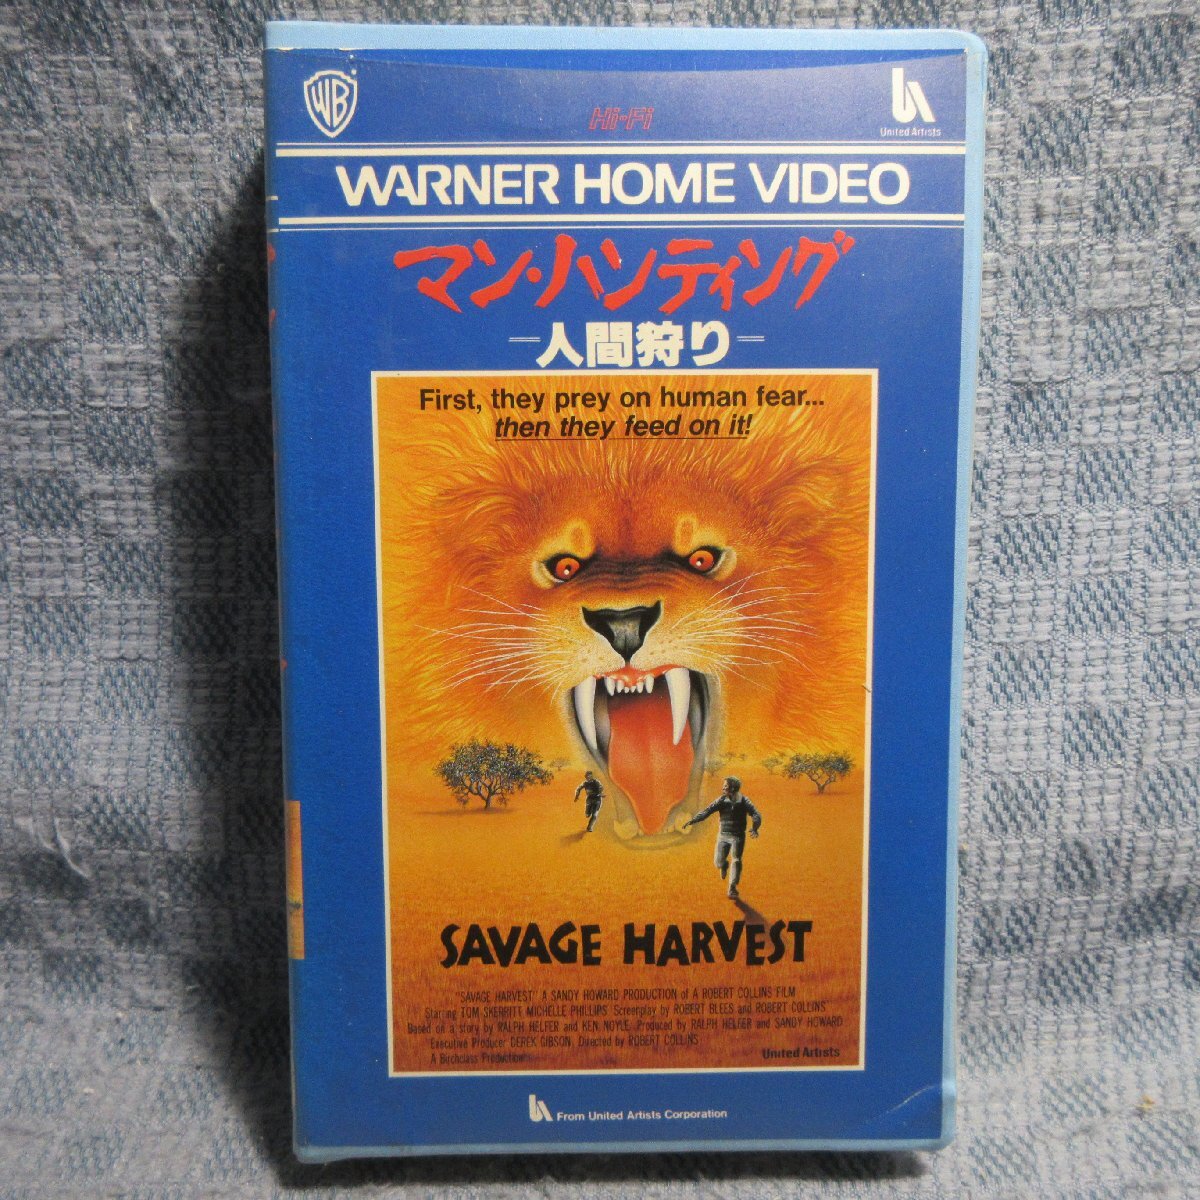 WB
Hi-Fi
United Artists
WARNER HOME VIDEO
マン・ハンティング
人間狩り
First, they prey on human fear...
then they feed on it!
SAVAGE HARVEST
"SAVAGE HARVEST" A SANDY HOWARD PRODUCTION of A ROBERT COLLINS FILM
Starring TOM SKERRITT MICHELLE PHILLIPS Screenplay by ROBERT BLEES and ROBERT COLLINS
Based on a story by RALPH HELFER and KEN NOYLE Produced by RALPH HELFER and SANDY HOWARD
Executive Producer DEREK GIBSON, Directed by ROBERT COLLINS
A Birchclass Production
United Artists
From United Artists Corporation